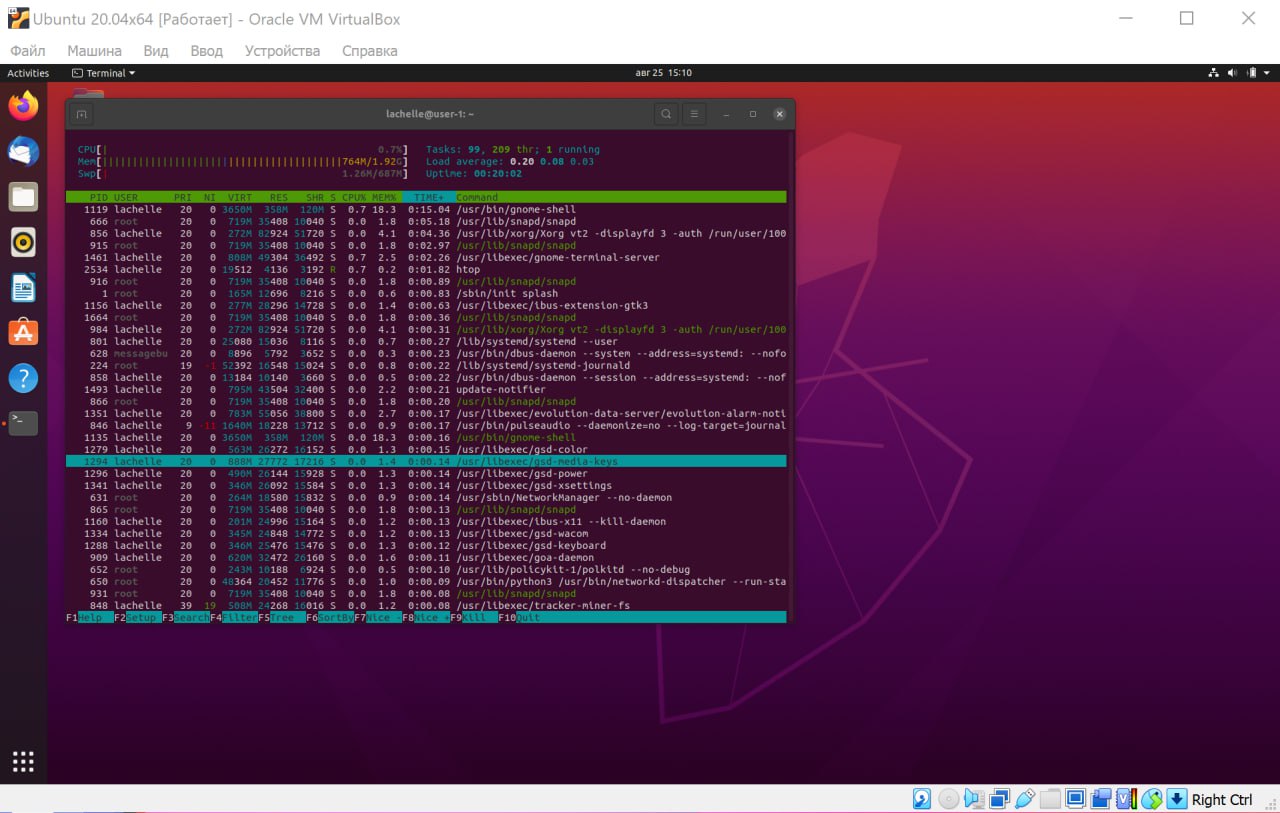 Ubuntu 20.04x64 [Работает] - Oracle VM VirtualBox
Файл Машина Вид Ввод Устройства Справка
Activities Terminal авг 25 15:10
lachelle@user-1: ~
CPU[| 0.7%] Tasks: 99, 209 thr; 1 running
Mem[||||||||||||||||||||||||||||||||||||||||764M/1.92G] Load average: 0.20 0.08 0.03
Swp[| 1.26M/687M] Uptime: 00:20:02
PID USER PRI NI VIRT RES SHR S CPU% MEM% TIME+ Command
1119 lachelle 20 0 3650M 358M 120M S 0.7 18.3 0:15.04 /usr/bin/gnome-shell
666 root 20 0 719M 35408 10040 S 0.0 1.8 0:05.18 /usr/lib/snapd/snapd
856 lachelle 20 0 272M 82924 51720 S 0.0 4.1 0:04.36 /usr/lib/xorg/Xorg vt2 -displayfd 3 -auth /run/user/100
915 root 20 0 719M 35408 10040 S 0.0 1.8 0:02.97 /usr/lib/snapd/snapd
1461 lachelle 20 0 808M 49304 36492 S 0.7 2.5 0:02.26 /usr/libexec/gnome-terminal-server
2534 lachelle 20 0 19512 4136 3192 R 0.7 0.2 0:01.82 htop
916 root 20 0 719M 35408 10040 S 0.0 1.8 0:00.89 /usr/lib/snapd/snapd
1 root 20 0 165M 12696 8216 S 0.0 0.6 0:00.83 /sbin/init splash
1156 lachelle 20 0 277M 28296 14728 S 0.0 1.4 0:00.63 /usr/libexec/ibus-extension-gtk3
1664 root 20 0 719M 35408 10040 S 0.0 1.8 0:00.36 /usr/lib/snapd/snapd
984 lachelle 20 0 272M 82924 51720 S 0.0 4.1 0:00.31 /usr/lib/xorg/Xorg vt2 -displayfd 3 -auth /run/user/100
801 lachelle 20 0 25080 15036 8116 S 0.0 0.7 0:00.27 /lib/systemd/systemd --user
628 messagebu 20 0 8896 5792 3652 S 0.0 0.3 0:00.23 /usr/bin/dbus-daemon --system --address=systemd: --nofo
224 root 19 -1 52392 16548 15024 S 0.0 0.8 0:00.22 /lib/systemd/systemd-journald
858 lachelle 20 0 13184 10140 3660 S 0.0 0.5 0:00.22 /usr/bin/dbus-daemon --session --address=systemd: --nof
1493 lachelle 20 0 795M 43504 32400 S 0.0 2.2 0:00.21 update-notifier
866 root 20 0 719M 35408 10040 S 0.0 1.8 0:00.20 /usr/lib/snapd/snapd
1351 lachelle 20 0 783M 55056 38800 S 0.0 2.7 0:00.17 /usr/libexec/evolution-data-server/evolution-alarm-noti
846 lachelle 9 -11 1640M 18228 13712 S 0.0 0.9 0:00.17 /usr/bin/pulseaudio --daemonize=no --log-target=journal
1135 lachelle 20 0 3650M 358M 120M S 0.0 18.3 0:00.16 /usr/bin/gnome-shell
1279 lachelle 20 0 563M 26272 16152 S 0.0 1.3 0:00.15 /usr/libexec/gsd-color
1294 lachelle 20 0 888M 27772 17216 S 0.0 1.4 0:00.14 /usr/libexec/gsd-media-keys
1296 lachelle 20 0 490M 26144 15928 S 0.0 1.3 0:00.14 /usr/libexec/gsd-power
1341 lachelle 20 0 346M 26092 15584 S 0.0 1.3 0:00.14 /usr/libexec/gsd-xsettings
631 root 20 0 264M 18580 15832 S 0.0 0.9 0:00.14 /usr/sbin/NetworkManager --no-daemon
865 root 20 0 719M 35408 10040 S 0.0 1.8 0:00.13 /usr/lib/snapd/snapd
1160 lachelle 20 0 201M 24996 15164 S 0.0 1.2 0:00.13 /usr/libexec/ibus-x11 --kill-daemon
1334 lachelle 20 0 345M 24848 14772 S 0.0 1.2 0:00.13 /usr/libexec/gsd-wacom
1288 lachelle 20 0 346M 25476 15476 S 0.0 1.3 0:00.12 /usr/libexec/gsd-keyboard
909 lachelle 20 0 620M 32472 26160 S 0.0 1.6 0:00.11 /usr/libexec/goa-daemon
652 root 20 0 243M 10188 6924 S 0.0 0.5 0:00.10 /usr/lib/policykit-1/polkitd --no-debug
650 root 20 0 48364 20452 11776 S 0.0 1.0 0:00.09 /usr/bin/python3 /usr/bin/networkd-dispatcher --run-sta
931 root 20 0 719M 35408 10040 S 0.0 1.8 0:00.08 /usr/lib/snapd/snapd
848 lachelle 39 19 508M 24268 16016 S 0.0 1.2 0:00.08 /usr/libexec/tracker-miner-fs
F1Help F2Setup F3SearchF4FilterF5Tree F6SortByF7Nice -F8Nice +F9Kill F10Quit
Right Ctrl